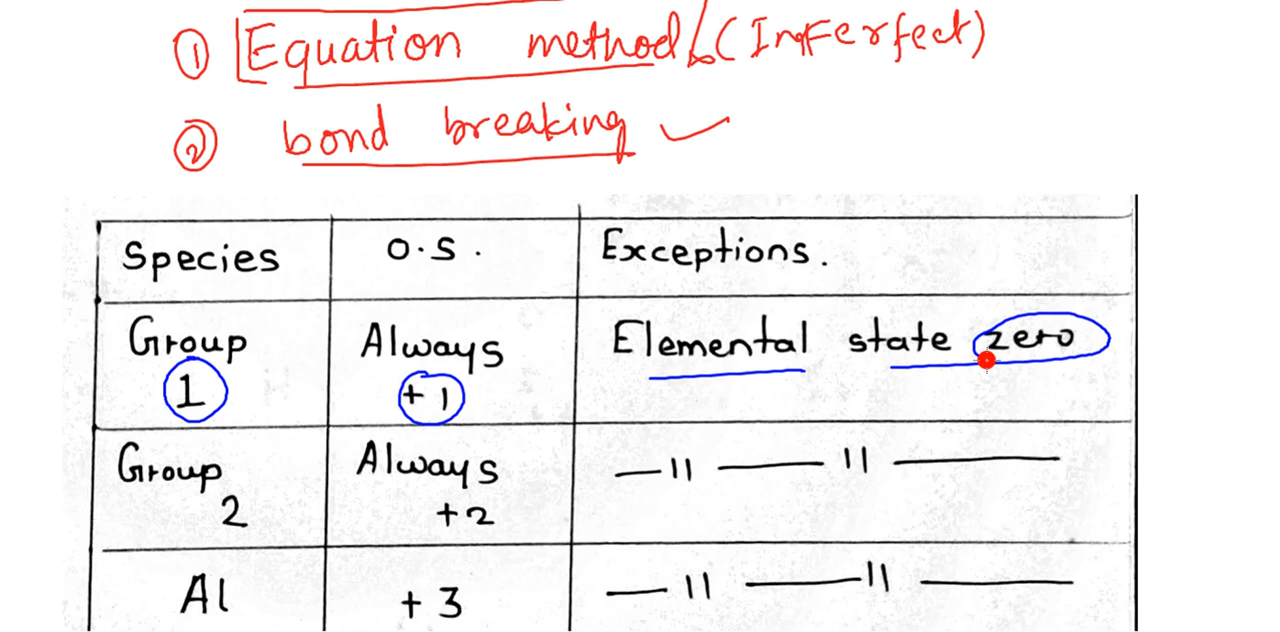 ① Equation method (Imperfect)
② bond breaking ✓
Species O.S. Exceptions.
Group 1 Always +1 Elemental state zero
Group 2 Always +2 —11——11——
Al +3 —11——11——